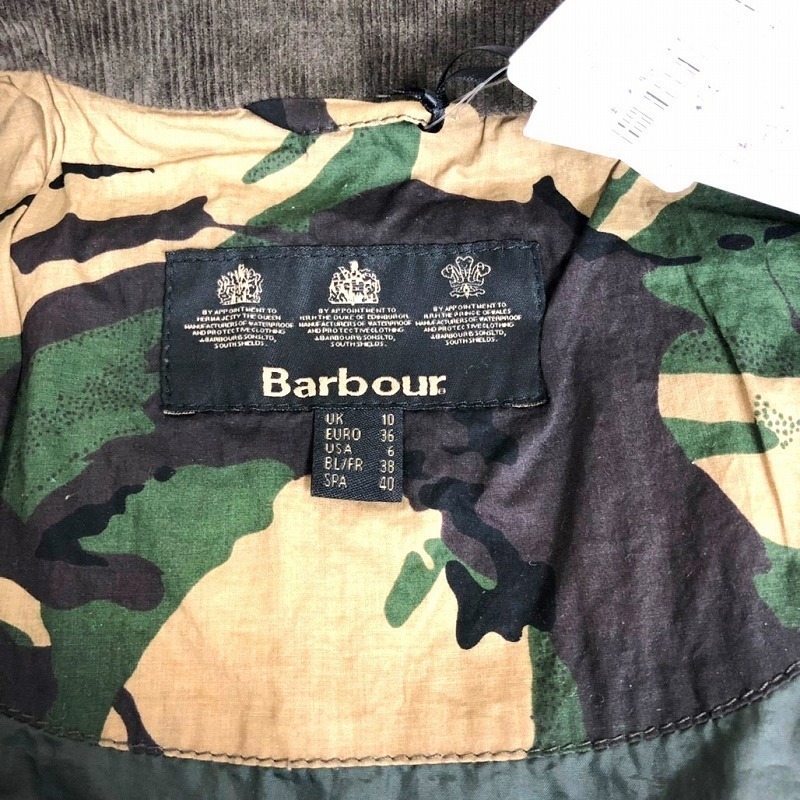 BY APPOINTMENT TO
HER MAJESTY THE QUEEN
MANUFACTURERS OF WATERPROOF
AND PROTECTIVE CLOTHING
J.BARBOUR & SONS LTD,
SOUTH SHIELDS.
BY APPOINTMENT TO
H.R.H THE DUKE OF EDINBURGH
MANUFACTURERS OF WATERPROOF
AND PROTECTIVE CLOTHING
J.BARBOUR & SONS LTD,
SOUTH SHIELDS.
BY APPOINTMENT TO
H.R.H THE PRINCE OF WALES
MANUFACTURERS OF WATERPROOF
AND PROTECTIVE CLOTHING
J.BARBOUR & SONS LTD,
SOUTH SHIELDS.
Barbour
UK 10
EURO 36
USA 6
BL/FR 38
SPA 40